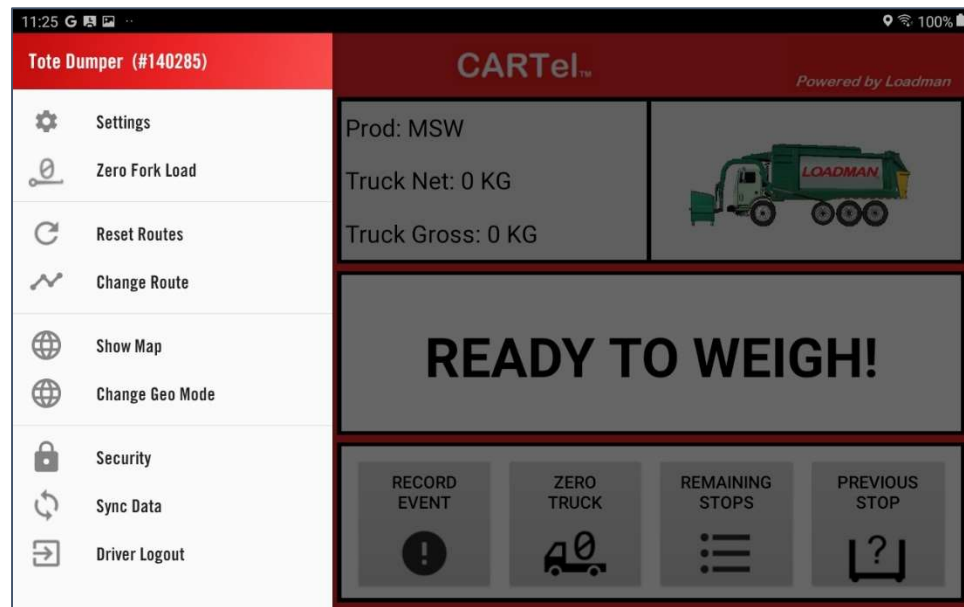 11:25 G
100%
Tote Dumper (#140285)
Settings
Zero Fork Load
Reset Routes
Change Route
Show Map
Change Geo Mode
Security
Sync Data
Driver Logout
CARTel™
Powered by Loadman
Prod: MSW
Truck Net: 0 KG
Truck Gross: 0 KG
LOADMAN
READY TO WEIGH!
RECORD
EVENT
ZERO
TRUCK
REMAINING
STOPS
PREVIOUS
STOP